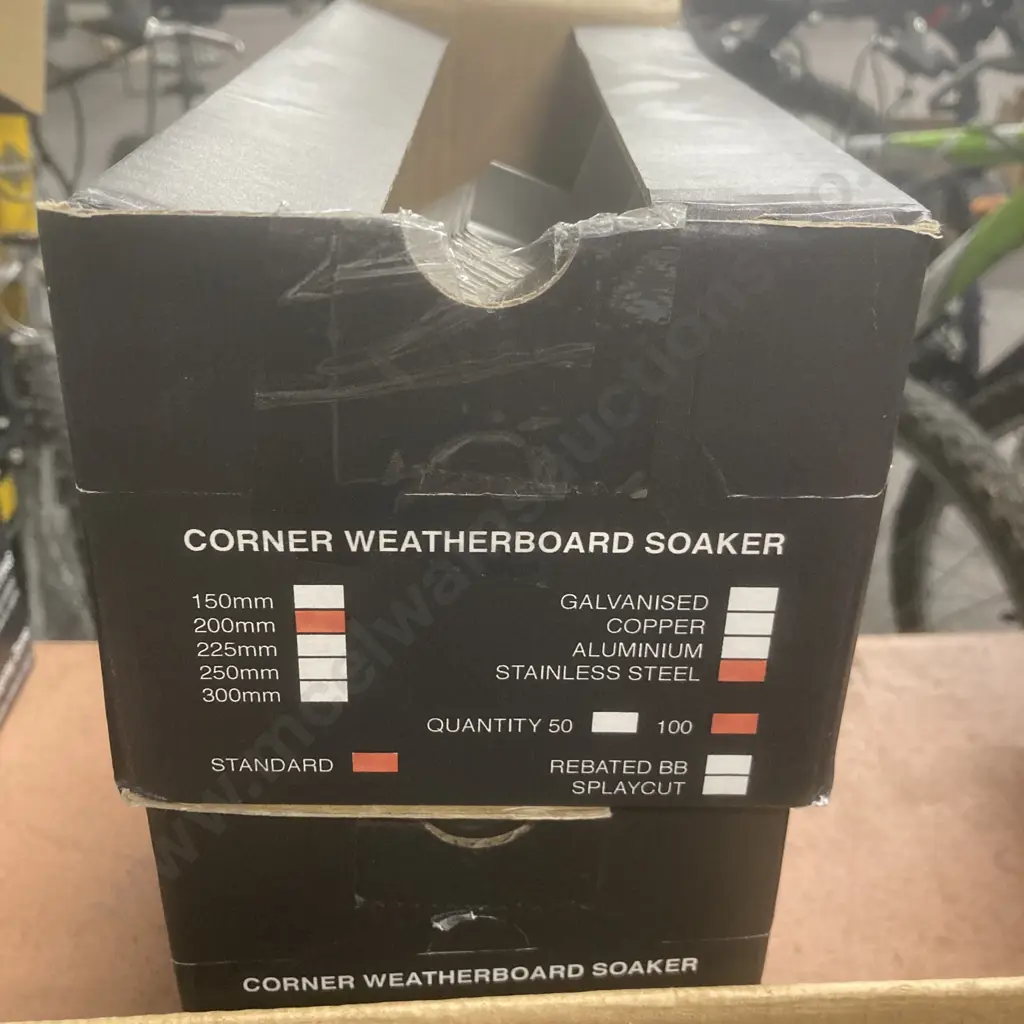 CORNER WEATHERBOARD SOAKER
150mm
200mm
225mm
250mm
300mm
GALVANISED
COPPER
ALUMINIUM
STAINLESS STEEL
QUANTITY 50 100
STANDARD
REBATED BB
SPLAYCUT
CORNER WEATHERBOARD SOAKER